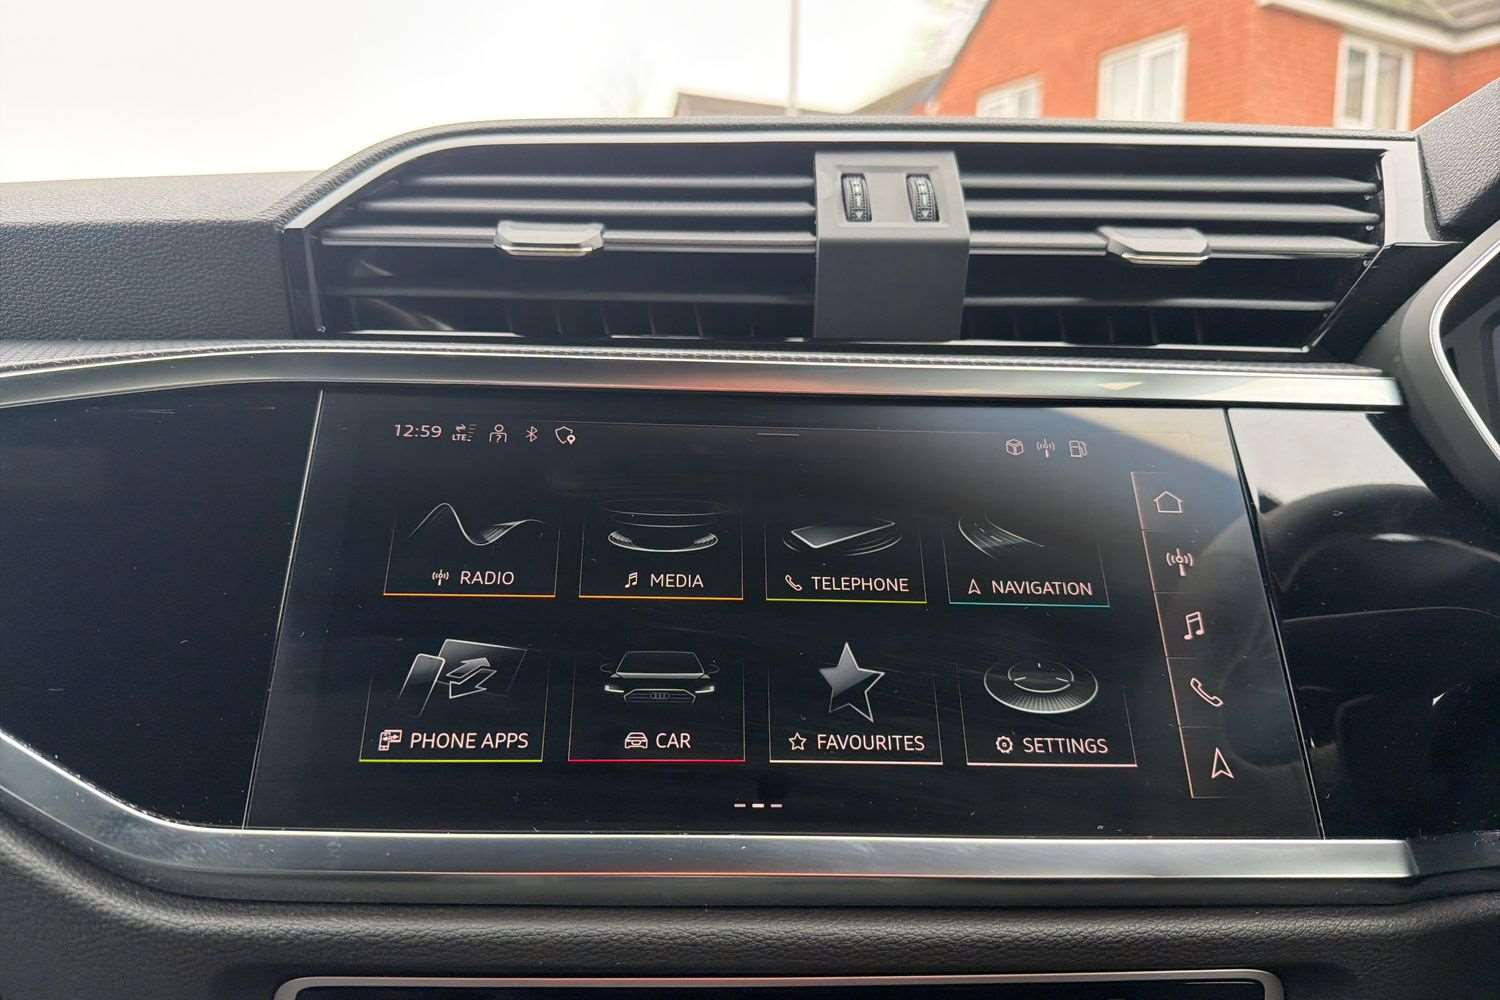 12:59 LTE
RADIO MEDIA TELEPHONE NAVIGATION
PHONE APPS CAR FAVOURITES SETTINGS